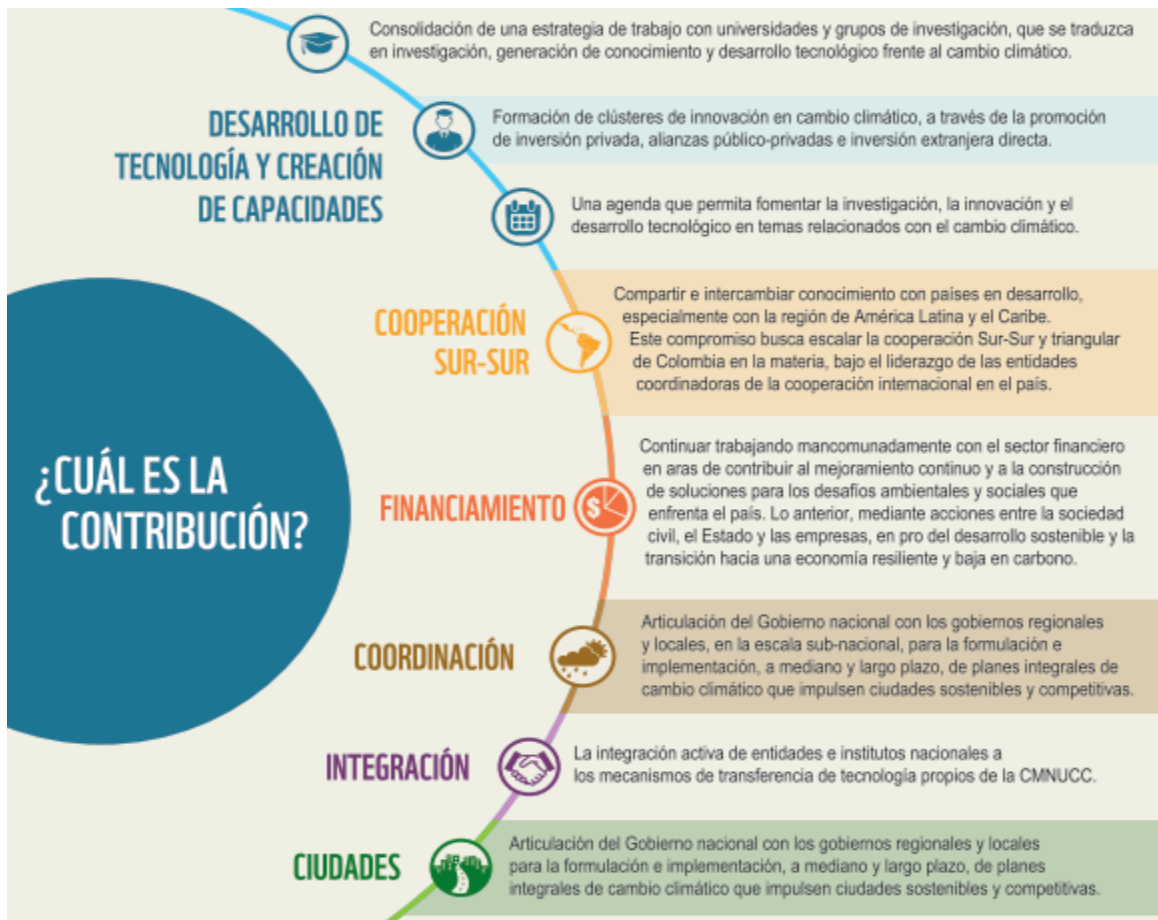 Consolidación de una estrategia de trabajo con universidades y grupos de investigación, que se traduzca
en investigación, generación de conocimiento y desarrollo tecnológico frente al cambio climático.
DESARROLLO DE
TECNOLOGÍA Y CREACIÓN
DE CAPACIDADES
Formación de clústeres de innovación en cambio climático, a través de la promoción
de inversión privada, alianzas público-privadas e inversión extranjera directa.
Una agenda que permita fomentar la investigación, la innovación y el
desarrollo tecnológico en temas relacionados con el cambio climático.
COOPERACIÓN
SUR-SUR
Compartir e intercambiar conocimiento con países en desarrollo,
especialmente con la región de América Latina y el Caribe.
Este compromiso busca escalar la cooperación Sur-Sur y triangular
de Colombia en la materia, bajo el liderazgo de las entidades
coordinadoras de la cooperación internacional en el país.
¿CUÁL ES LA
CONTRIBUCIÓN?
FINANCIAMIENTO
$
Continuar trabajando mancomunadamente con el sector financiero
en aras de contribuir al mejoramiento continuo y a la construcción
de soluciones para los desafíos ambientales y sociales que
enfrenta el país. Lo anterior, mediante acciones entre la sociedad
civil, el Estado y las empresas, en pro del desarrollo sostenible y la
transición hacia una economía resiliente y baja en carbono.
COORDINACIÓN
Articulación del Gobierno nacional con los gobiernos regionales
y locales, en la escala sub-nacional, para la formulación e
implementación, a mediano y largo plazo, de planes integrales de
cambio climático que impulsen ciudades sostenibles y competitivas.
INTEGRACIÓN
La integración activa de entidades e institutos nacionales a
los mecanismos de transferencia de tecnología propios de la CMNUCC.
CIUDADES
Articulación del Gobierno nacional con los gobiernos regionales y locales
para la formulación e implementación, a mediano y largo plazo, de planes
integrales de cambio climático que impulsen ciudades sostenibles y competitivas.